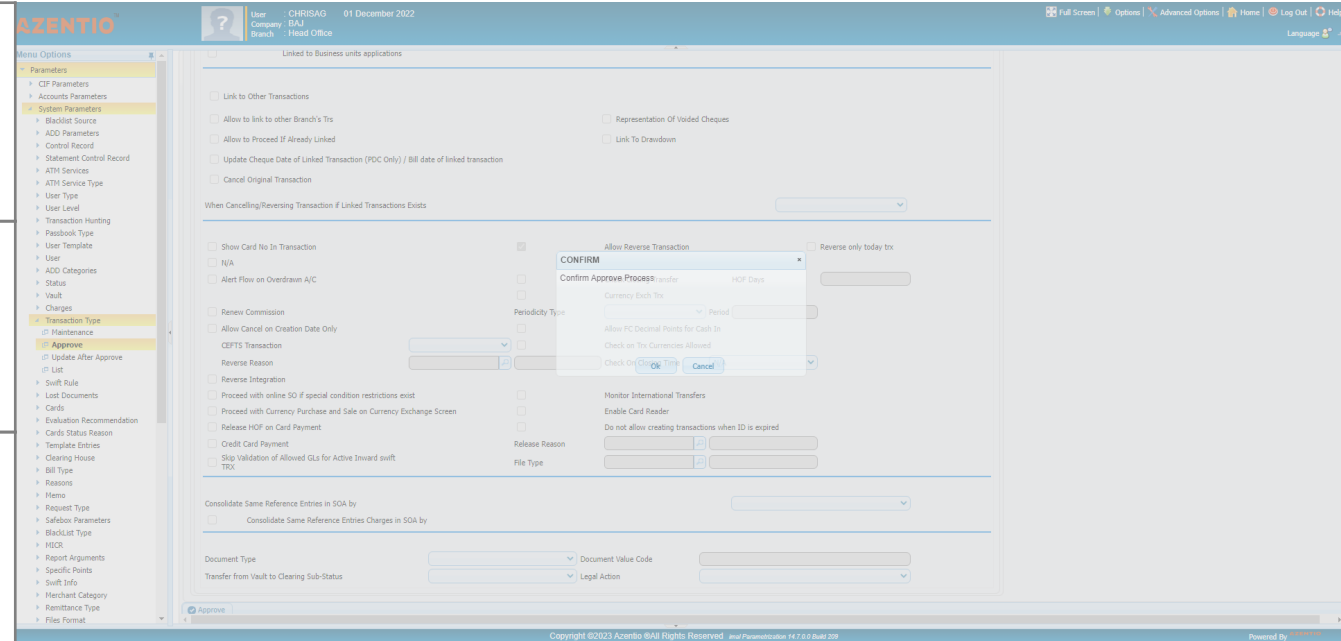 AZENTIO
User : CHRISAG 01 December 2022
Company : BAJ
Branch : Head Office
Full Screen | Options | Advanced Options | Home | Log Out | Help
Language
Menu Options
Parameters
CIF Parameters
Accounts Parameters
System Parameters
Blacklist Source
ADD Parameters
Control Record
Statement Control Record
ATM Services
ATM Service Type
User Type
User Level
Transaction Hunting
Passbook Type
User Template
User
ADD Categories
Status
Vault
Charges
Transaction Type
Maintenance
Approve
Update After Approve
List
Swift Rule
Lost Documents
Cards
Evaluation Recommendation
Cards Status Reason
Template Entries
Clearing House
Bill Type
Reasons
Memo
Request Type
Safebox Parameters
BlackList Type
MICR
Report Arguments
Specific Points
Swift Info
Merchant Category
Remittance Type
Files Format
Linked to Business units applications
Link to Other Transactions
Allow to link to other Branch's Trs Representation Of Voided Cheques
Allow to Proceed If Already Linked Link To Drawdown
Update Cheque Date of Linked Transaction (PDC Only) / Bill date of linked transaction
Cancel Original Transaction
When Cancelling/Reversing Transaction if Linked Transactions Exists
Show Card No In Transaction Allow Reverse Transaction Reverse only today trx
N/A
Alert Flow on Overdrawn A/C Transfer HOF Days
Currency Exch Trx
Renew Commission Periodicity Type Period
Allow Cancel on Creation Date Only Allow FC Decimal Points for Cash In
CEFTS Transaction Check on Trx Currencies Allowed
Reverse Reason Check On Closing Time
Reverse Integration
CONFIRM
Confirm Approve Process
Ok Cancel
Proceed with online SO if special condition restrictions exist Monitor International Transfers
Proceed with Currency Purchase and Sale on Currency Exchange Screen Enable Card Reader
Release HOF on Card Payment Do not allow creating transactions when ID is expired
Credit Card Payment Release Reason
Skip Validation of Allowed GLs for Active Inward swift
TRX File Type
Consolidate Same Reference Entries in SOA by
Consolidate Same Reference Entries Charges in SOA by
Document Type Document Value Code
Transfer from Vault to Clearing Sub-Status Legal Action
Approve
Copyright ©2023 Azentio ®All Rights Reserved Imal Parametrization 14.7.0.0 Build 209
Powered By